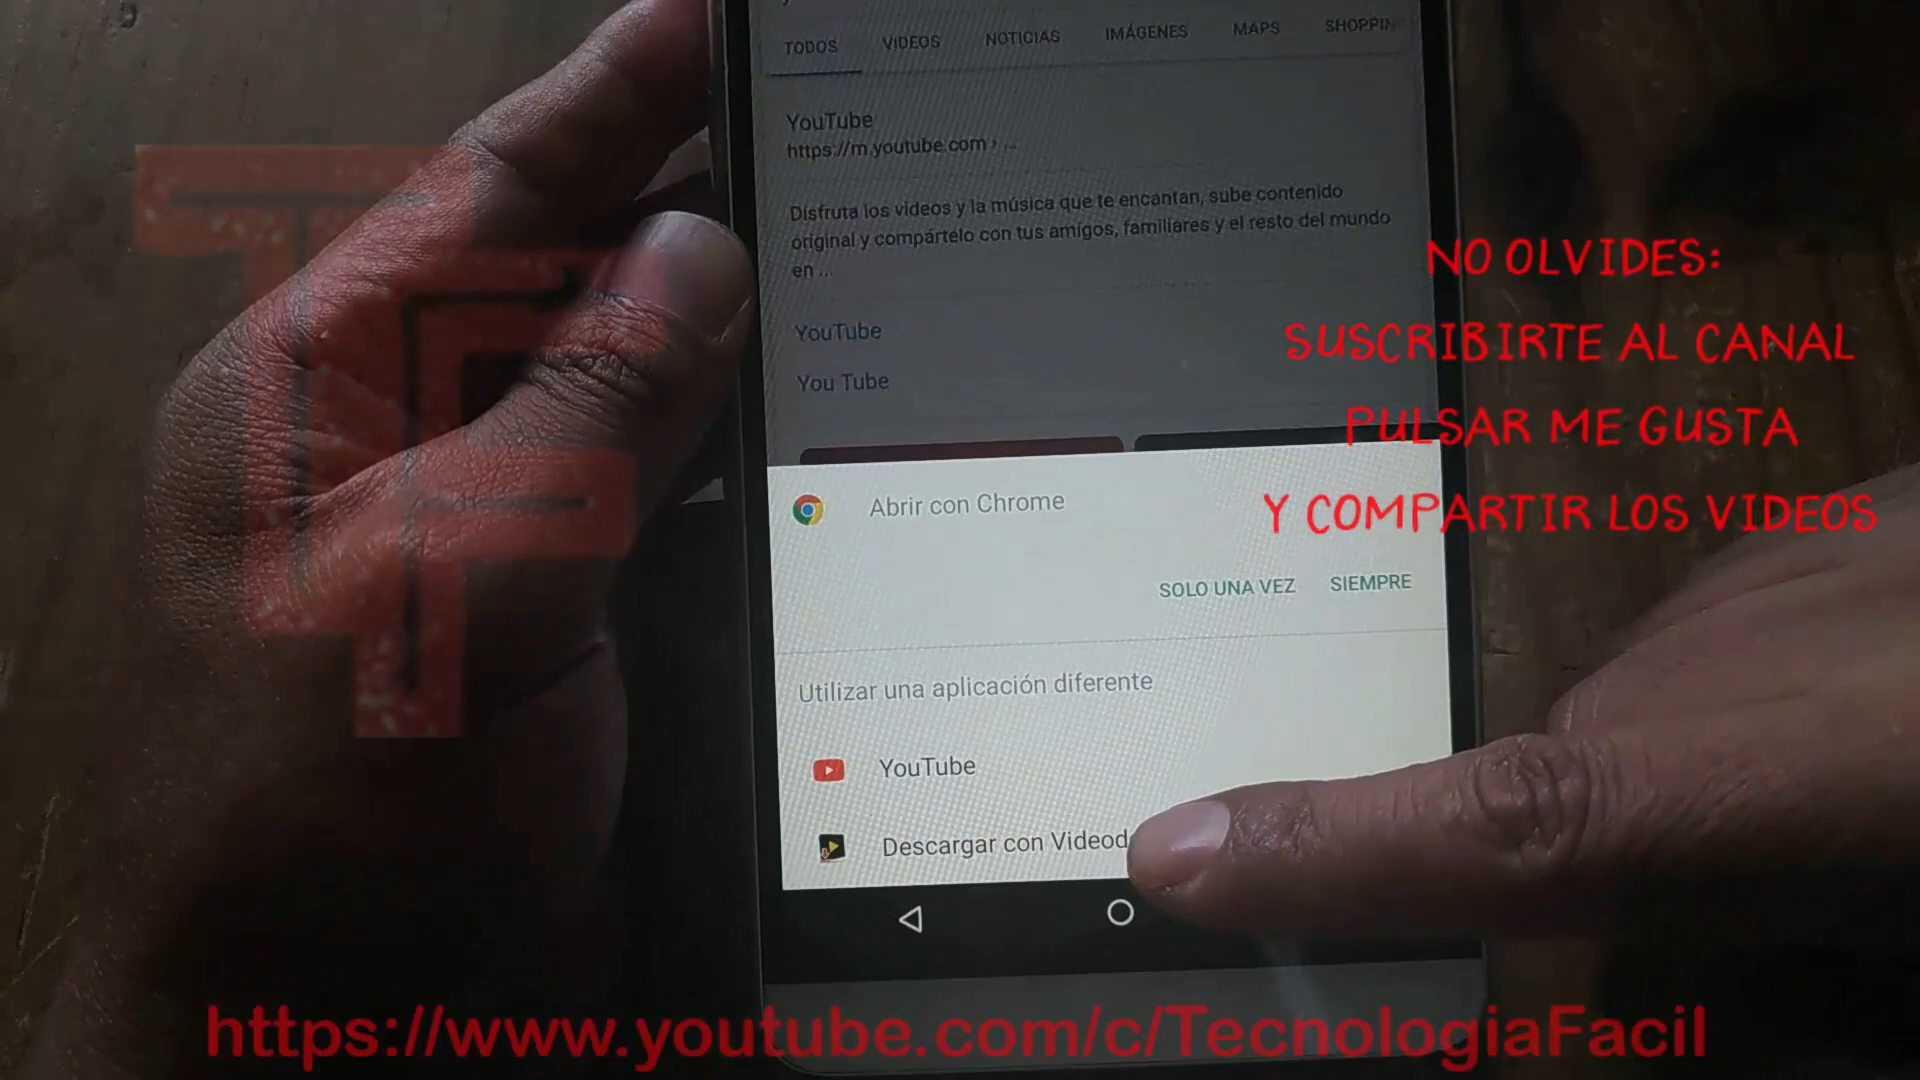 TODOS VIDEOS NOTICIAS IMÁGENES MAPS
YouTube
https://m.youtube.com › ...
Disfruta los videos y la música que te encantan, sube contenido
original y compártelo con tus amigos, familiares y el resto del mundo
en ...
YouTube
You Tube
NO OLVIDES:
SUSCRIBIRTE AL CANAL
PULSAR ME GUSTA
Y COMPARTIR LOS VIDEOS
Abrir con Chrome
SOLO UNA VEZ SIEMPRE
Utilizar una aplicación diferente
YouTube
Descargar con
TF
https://www.youtube.com/c/TecnologiaFacil